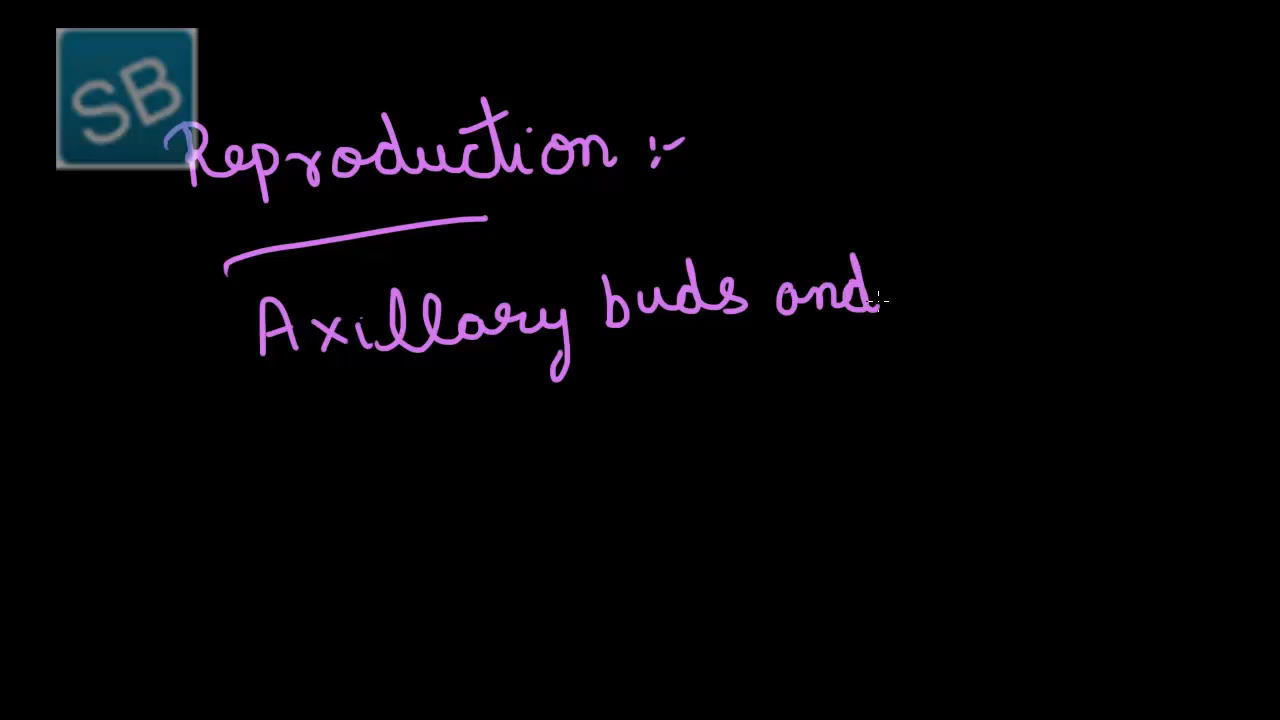 SB
Reproduction :-
Axillary buds and